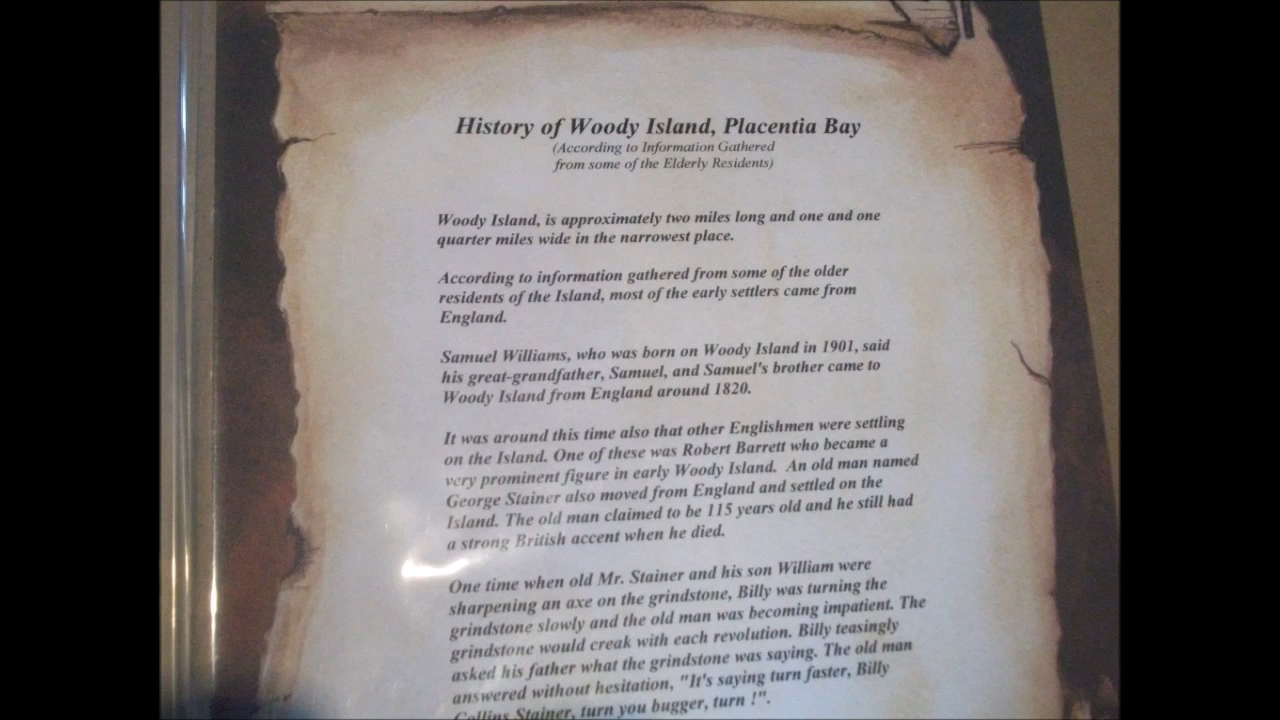 History of Woody Island, Placentia Bay
(According to Information Gathered
from some of the Elderly Residents)
Woody Island, is approximately two miles long and one and one
quarter miles wide in the narrowest place.
According to information gathered from some of the older
residents of the Island, most of the early settlers came from
England.
Samuel Williams, who was born on Woody Island in 1901, said
his great-grandfather, Samuel, and Samuel's brother came to
Woody Island from England around 1820.
It was around this time also that other Englishmen were settling
on the Island. One of these was Robert Barrett who became a
very prominent figure in early Woody Island. An old man named
George Stainer also moved from England and settled on the
Island. The old man claimed to be 115 years old and he still had
a strong British accent when he died.
One time when old Mr. Stainer and his son William were
sharpening an axe on the grindstone, Billy was turning the
grindstone slowly and the old man was becoming impatient. The
grindstone would creak with each revolution. Billy teasingly
asked his father what the grindstone was saying. The old man
answered without hesitation, "It's saying turn faster, Billy
Collins Stainer, turn you bugger, turn !".